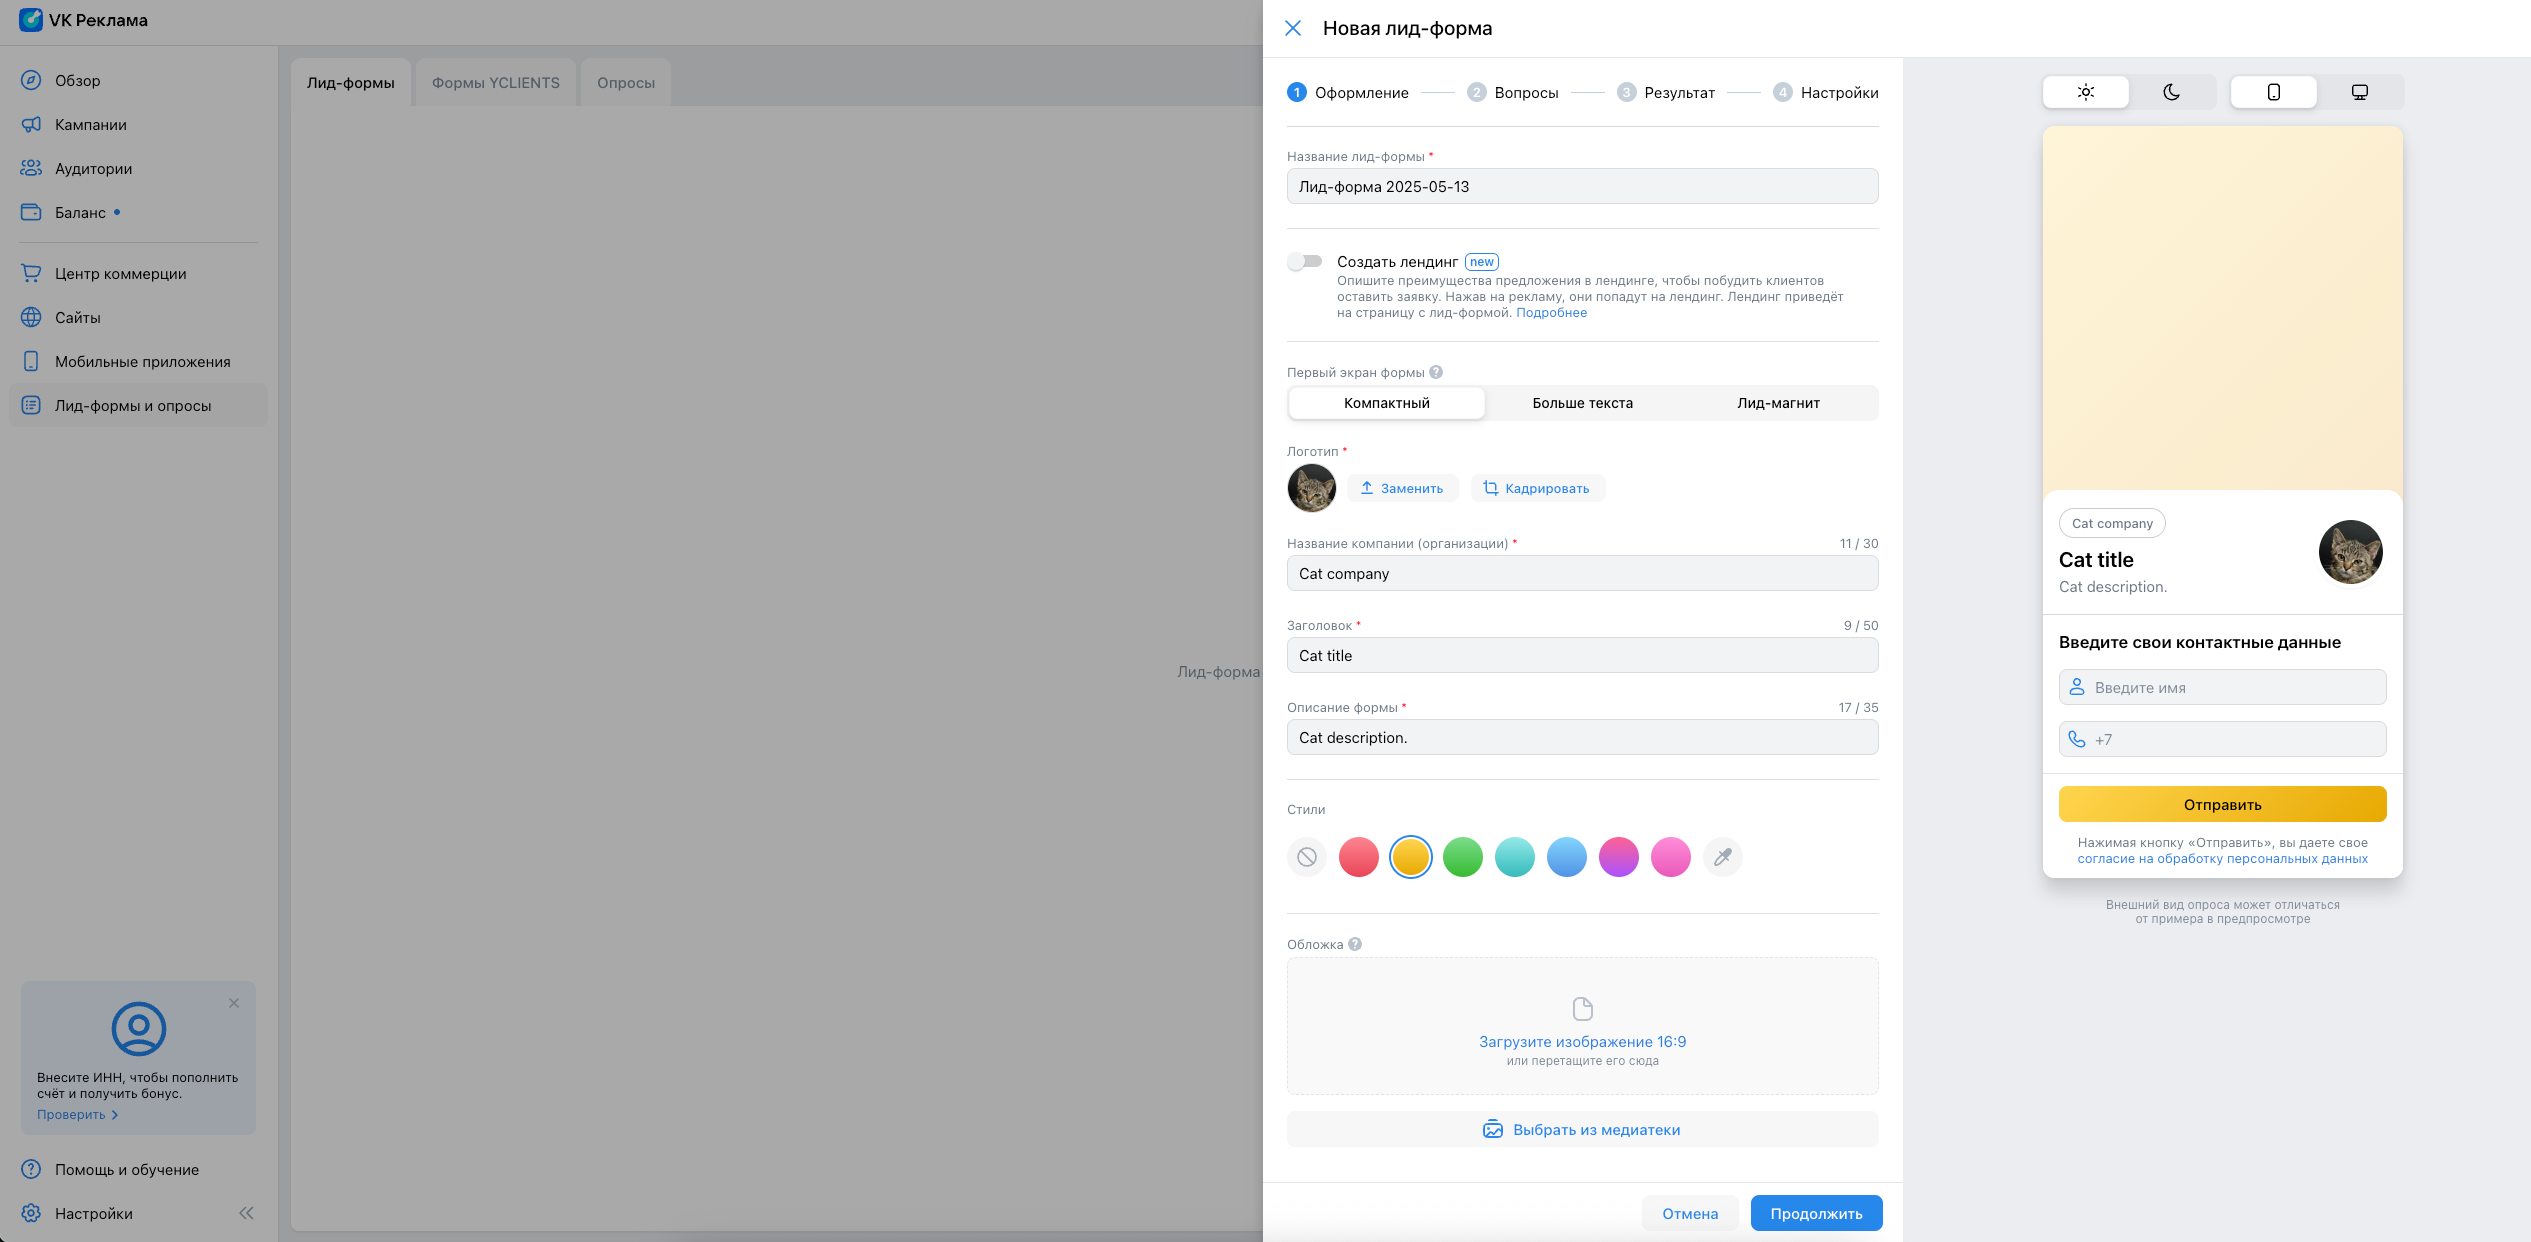 VK Реклама
Обзор
Кампании
Аудитории
Баланс
Центр коммерции
Сайты
Мобильные приложения
Лид-формы и опросы
Внесите ИНН, чтобы пополнить
счёт и получить бонус.
Проверить
Помощь и обучение
Настройки
Лид-формы
Формы YCLIENTS
Опросы
Лид-форма
Новая лид-форма
1 Оформление
2 Вопросы
3 Результат
4 Настройки
Название лид-формы *
Лид-форма 2025-05-13
Создать лендинг new
Опишите преимущества предложения в лендинге, чтобы побудить клиентов
оставить заявку. Нажав на рекламу, они попадут на лендинг. Лендинг приведёт
на страницу с лид-формой. Подробнее
Первый экран формы ?
Компактный
Больше текста
Лид-магнит
Логотип *
Заменить
Кадрировать
Название компании (организации) * 11 / 30
Cat company
Заголовок * 9 / 50
Cat title
Описание формы * 17 / 35
Cat description.
Стили
Обложка ?
Загрузите изображение 16:9
или перетащите его сюда
Выбрать из медиатеки
Отмена
Продолжить
Cat company
Cat title
Cat description.
Введите свои контактные данные
Введите имя
+7
Отправить
Нажимая кнопку «Отправить», вы даете свое
согласие на обработку персональных данных
Внешний вид опроса может отличаться
от примера в предпросмотре